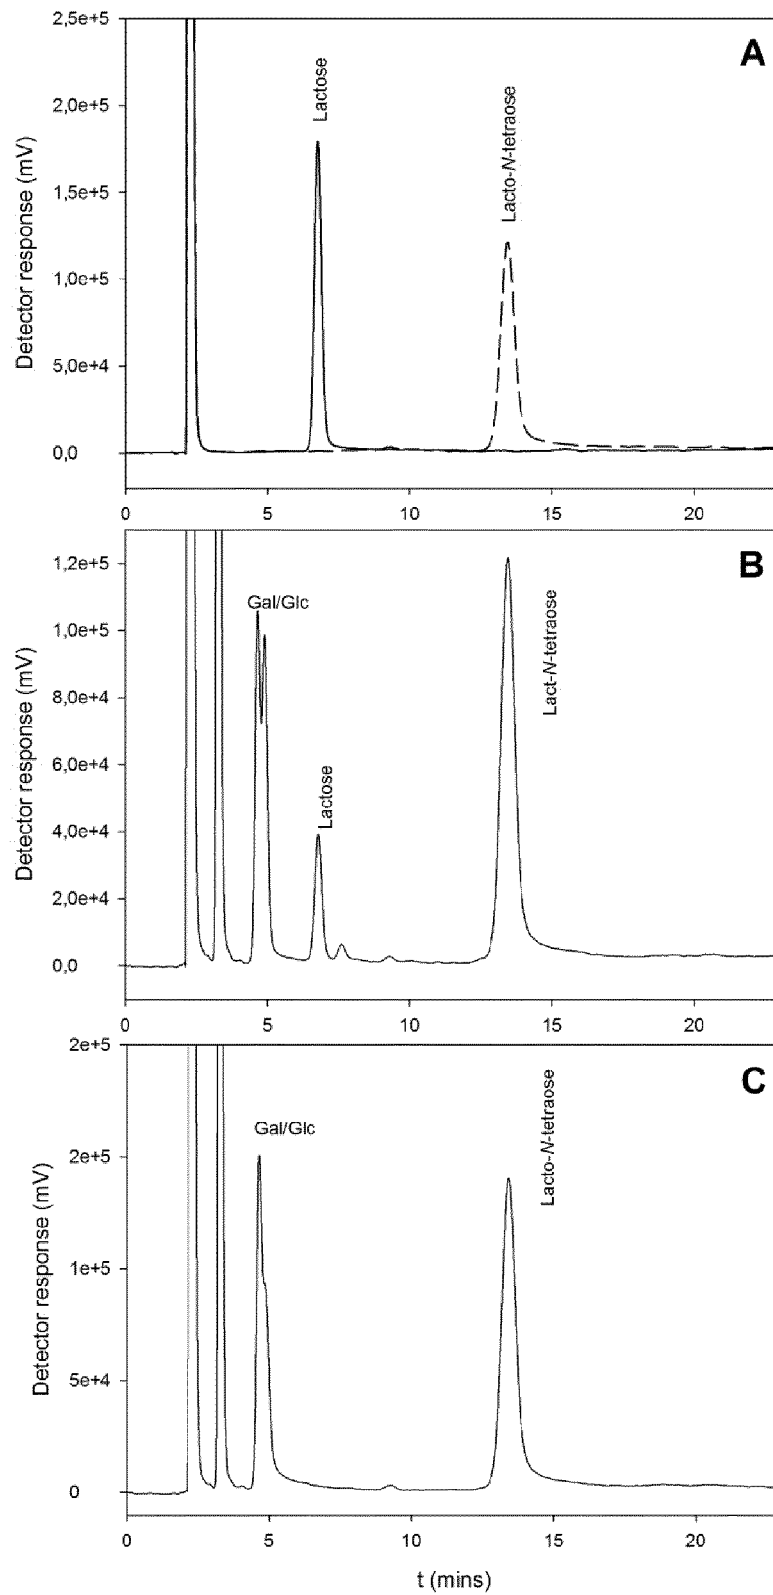 A
Lactose
Lacto-N-tetraose
Detector response (mV)
2,5e+5
2,0e+5
1,5e+5
1,0e+5
5,0e+4
0,0
0 5 10 15 20
B
Gal/Glc
Lactose
Lact-N-tetraose
Detector response (mV)
1,2e+5
1,0e+5
8,0e+4
6,0e+4
4,0e+4
2,0e+4
0,0
0 5 10 15 20
C
Gal/Glc
Lacto-N-tetraose
Detector response (mV)
2e+5
2e+5
1e+5
5e+4
0
0 5 10 15 20
t (mins)